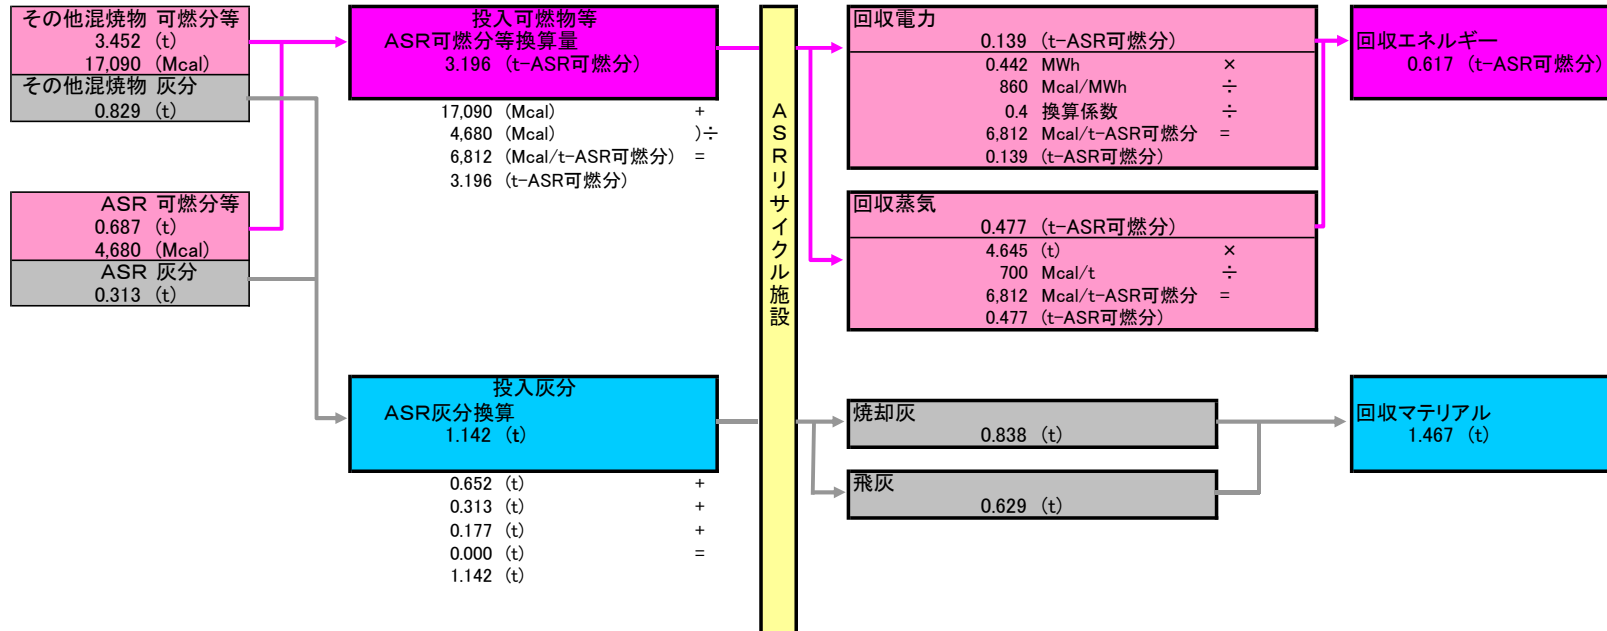 その他混焼物 可燃分等
3.452 (t)
17,090 (Mcal)
その他混焼物 灰分
0.829 (t)
ASR 可燃分等
0.687 (t)
4,680 (Mcal)
ASR 灰分
0.313 (t)
投入可燃物等
ASR可燃分等換算量
3.196 (t-ASR可燃分)
17,090 (Mcal) +
4,680 (Mcal) )÷
6,812 (Mcal/t-ASR可燃分) =
3.196 (t-ASR可燃分)
投入灰分
ASR灰分換算
1.142 (t)
0.652 (t) +
0.313 (t) +
0.177 (t) +
0.000 (t) =
1.142 (t)
ASRリサイクル施設
回収電力
0.139 (t-ASR可燃分)
0.442 MWh ×
860 Mcal/MWh ÷
0.4 換算係数 ÷
6,812 Mcal/t-ASR可燃分 =
0.139 (t-ASR可燃分)
回収蒸気
0.477 (t-ASR可燃分)
4.645 (t) ×
700 Mcal/t ÷
6,812 Mcal/t-ASR可燃分 =
0.477 (t-ASR可燃分)
焼却灰
0.838 (t)
飛灰
0.629 (t)
回収エネルギー
0.617 (t-ASR可燃分)
回収マテリアル
1.467 (t)